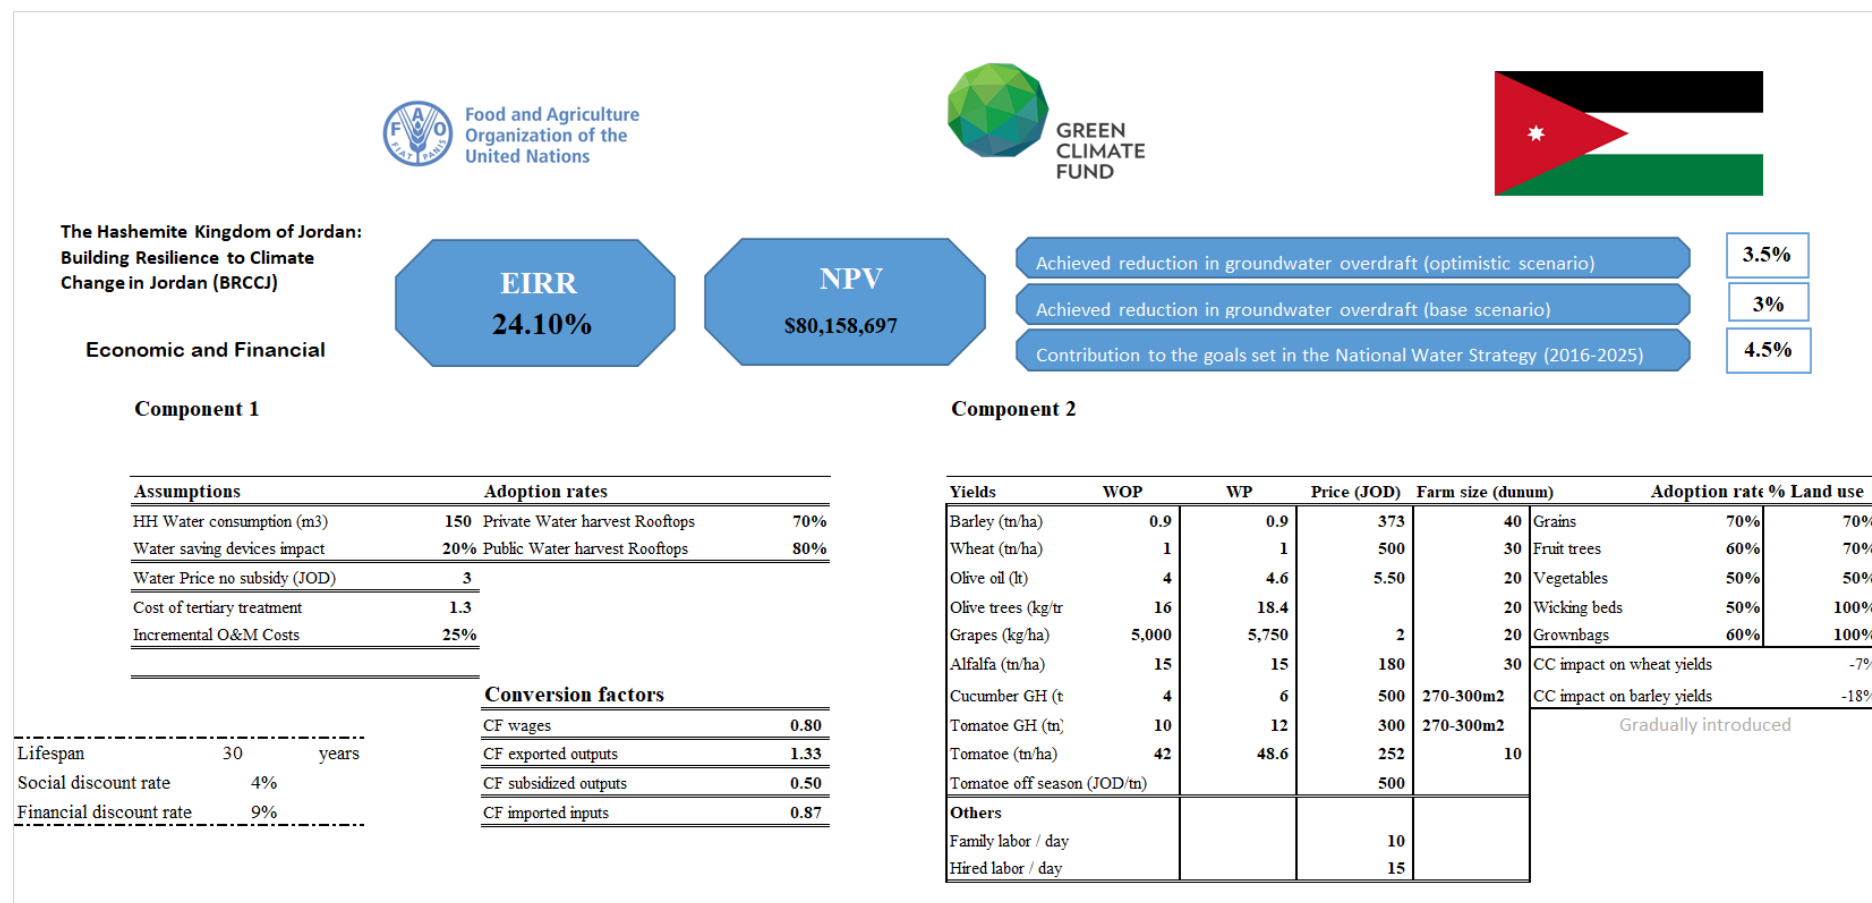 FAO
FIAT PANIS
Food and Agriculture
Organization of the
United Nations
GREEN
CLIMATE
FUND
The Hashemite Kingdom of Jordan:
Building Resilience to Climate
Change in Jordan (BRCCJ)
Economic and Financial
EIRR
24.10%
NPV
$80,158,697
Achieved reduction in groundwater overdraft (optimistic scenario) 3.5%
Achieved reduction in groundwater overdraft (base scenario) 3%
Contribution to the goals set in the National Water Strategy (2016-2025) 4.5%
Component 1
Assumptions Adoption rates
HH Water consumption (m3) 150 Private Water harvest Rooftops 70%
Water saving devices impact 20% Public Water harvest Rooftops 80%
Water Price no subsidy (JOD) 3
Cost of tertiary treatment 1.3
Incremental O&M Costs 25%
Conversion factors
CF wages 0.80
CF exported outputs 1.33
CF subsidized outputs 0.50
CF imported inputs 0.87
Lifespan 30 years
Social discount rate 4%
Financial discount rate 9%
Component 2
Yields WOP WP Price (JOD) Farm size (dunum) Adoption rate % Land use
Barley (tn/ha) 0.9 0.9 373 40 Grains 70% 70%
Wheat (tn/ha) 1 1 500 30 Fruit trees 60% 70%
Olive oil (lt) 4 4.6 5.50 20 Vegetables 50% 50%
Olive trees (kg/tr 16 18.4 20 Wicking beds 50% 100%
Grapes (kg/ha) 5,000 5,750 2 20 Grownbags 60% 100%
Alfalfa (tn/ha) 15 15 180 30 CC impact on wheat yields -7%
Cucumber GH (t 4 6 500 270-300m2 CC impact on barley yields -18%
Tomatoe GH (tn) 10 12 300 270-300m2 Gradually introduced
Tomatoe (tn/ha) 42 48.6 252 10
Tomatoe off season (JOD/tn) 500
Others
Family labor / day 10
Hired labor / day 15